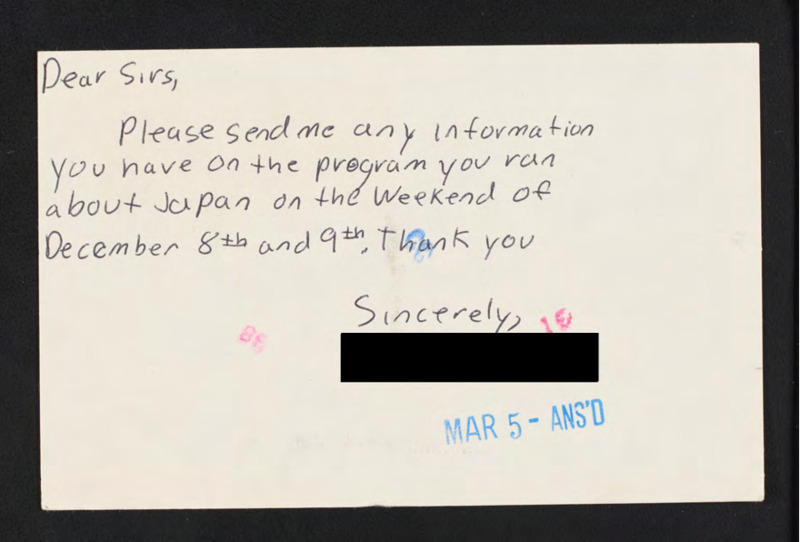 Dear Sirs,
Please send me any information
you have on the program you ran
about Japan on the Weekend of
December 8th and 9th. Thank you
Sincerely,
MAR 5 - ANS'D